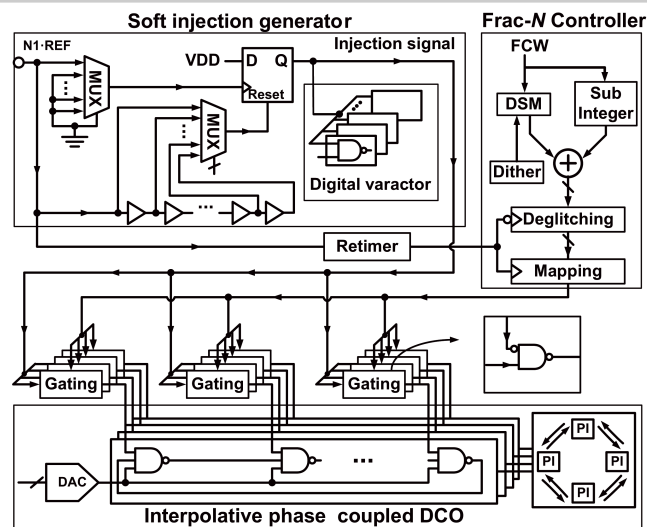 Soft injection generator
Frac-N Controller
N1·REF
Injection signal
FCW
VDD
D
Q
Reset
MUX
MUX
DSM
Sub
Integer
Dither
Digital varactor
Deglitching
Retimer
Mapping
Gating
Gating
Gating
DAC
PI
PI
PI
PI
Interpolative phase coupled DCO